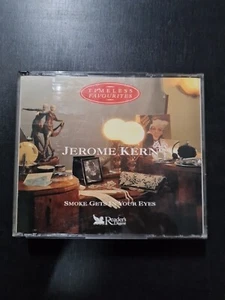 TIMELESS
FAVOURITES
JEROME KERN
SMOKE GETS IN YOUR EYES
Reader's
Digest